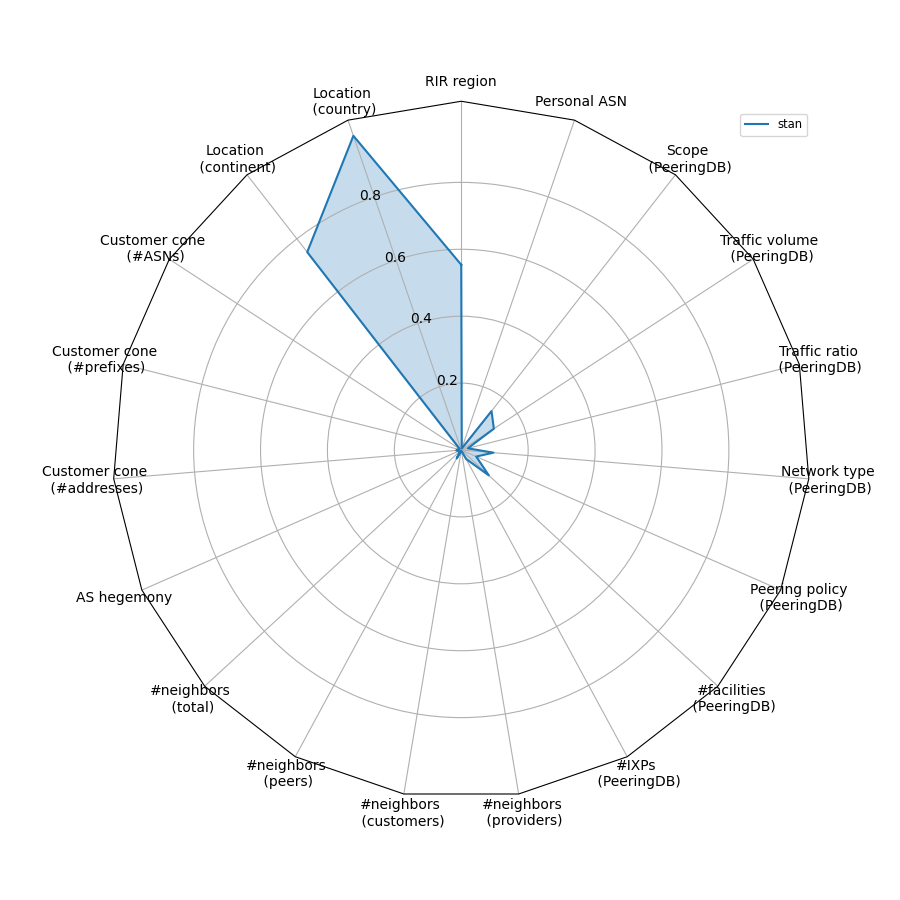 RIR region
Personal ASN
Scope
(PeeringDB)
Traffic volume
(PeeringDB)
Traffic ratio
(PeeringDB)
Network type
(PeeringDB)
Peering policy
(PeeringDB)
#facilities
(PeeringDB)
#IXPs
(PeeringDB)
#neighbors
(providers)
#neighbors
(customers)
#neighbors
(peers)
#neighbors
(total)
AS hegemony
Customer cone
(#addresses)
Customer cone
(#prefixes)
Customer cone
(#ASNs)
Location
(continent)
Location
(country)
0.8
0.6
0.4
0.2
stan